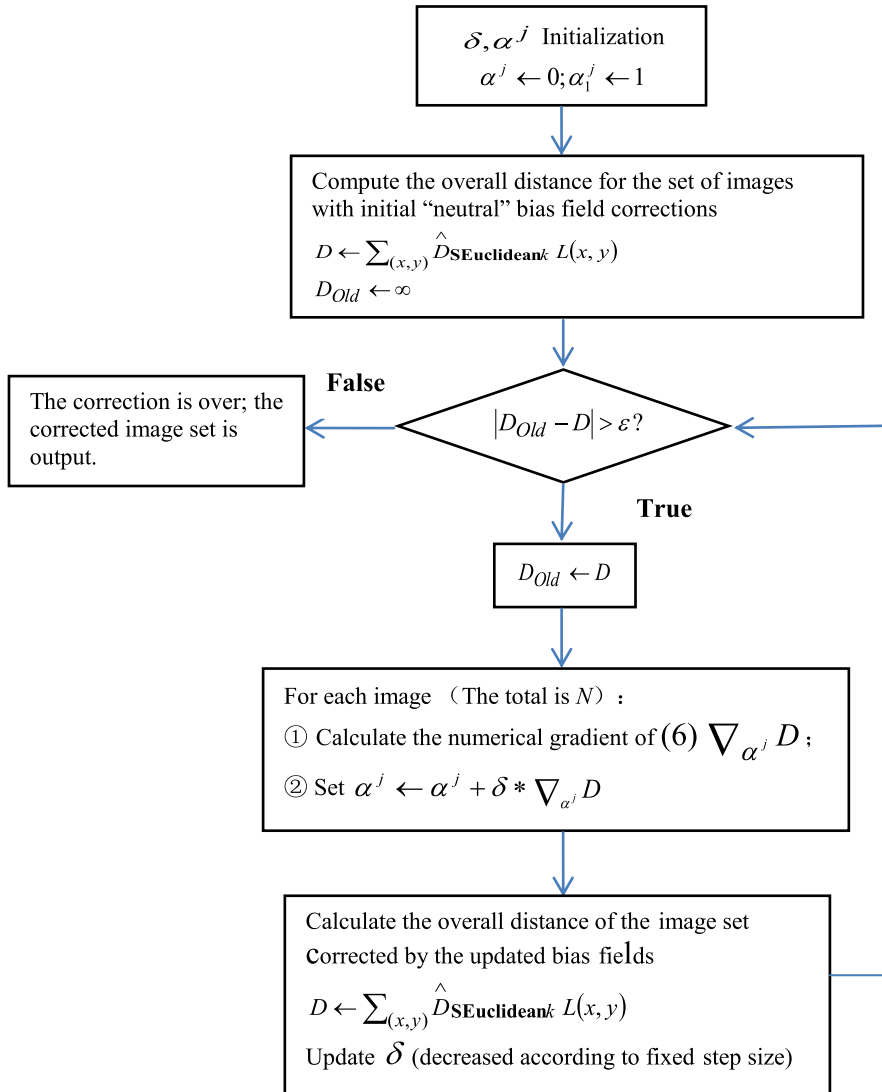 δ, α^j Initialization
α^j ← 0; α_1^j ← 1
Compute the overall distance for the set of images
with initial “neutral” bias field corrections
D ← ∑_(x,y) D̂_SEuclideank L(x, y)
D_Old ← ∞
False
The correction is over; the
corrected image set is
output.
|D_Old − D| > ε?
True
D_Old ← D
For each image （The total is N）：
① Calculate the numerical gradient of (6) ∇_α^j D；
② Set α^j ← α^j + δ * ∇_α^j D
Calculate the overall distance of the image set
corrected by the updated bias fields
D ← ∑_(x,y) D̂_SEuclideank L(x, y)
Update δ (decreased according to fixed step size)